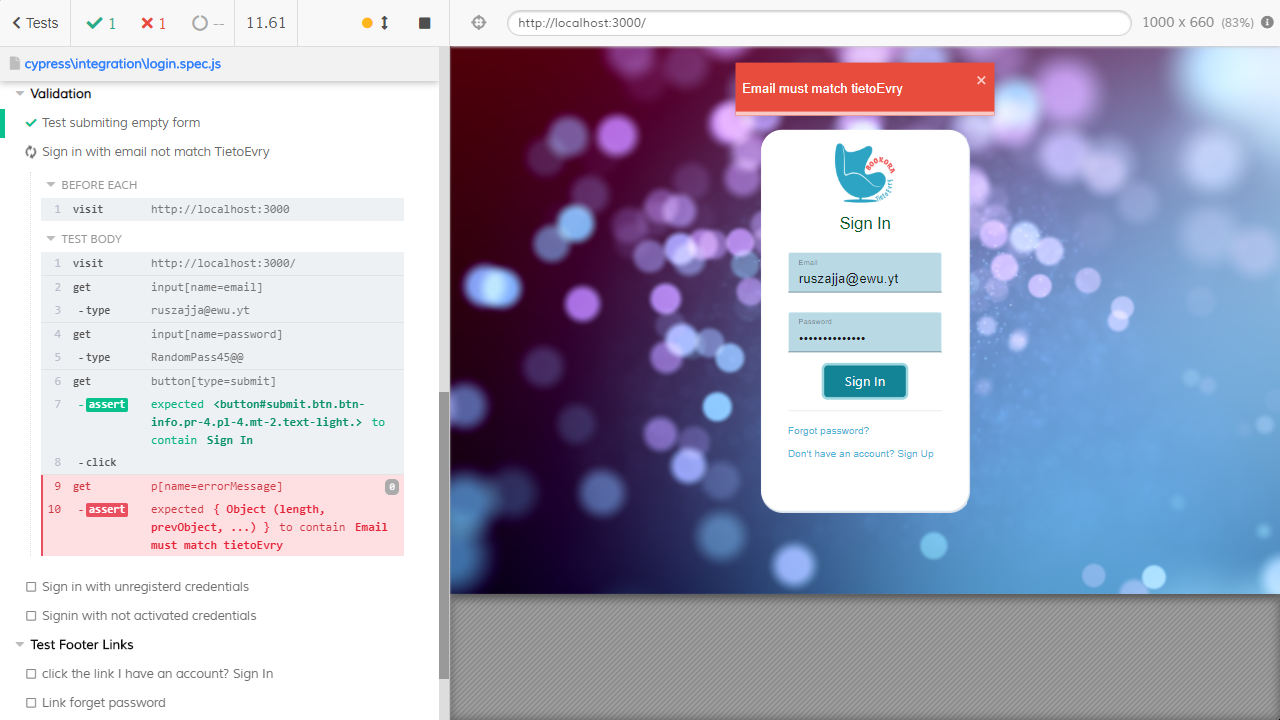 Tests
1
1
--
11.61
http://localhost:3000/
1000 x 660 (83%)
cypress\integration\login.spec.js
Validation
Test submiting empty form
Sign in with email not match TietoEvry
BEFORE EACH
1 visit http://localhost:3000
TEST BODY
1 visit http://localhost:3000/
2 get input[name=email]
3 -type ruszajja@ewu.yt
4 get input[name=password]
5 -type RandomPass45@@
6 get button[type=submit]
7 -assert expected <button#submit.btn.btn-
info.pr-4.pl-4.mt-2.text-light.> to
contain Sign In
8 -click
9 get p[name=errorMessage] 0
10 -assert expected { Object (length,
prevObject, ...) } to contain Email
must match tietoEvry
Sign in with unregisterd credentials
Signin with not activated credentials
Test Footer Links
click the link I have an account? Sign In
Link forget password
Email must match tietoEvry
×
BOOKORA
TietoEvry
Sign In
Email
ruszajja@ewu.yt
Password
••••••••••••••
Sign In
Forgot password?
Don't have an account? Sign Up